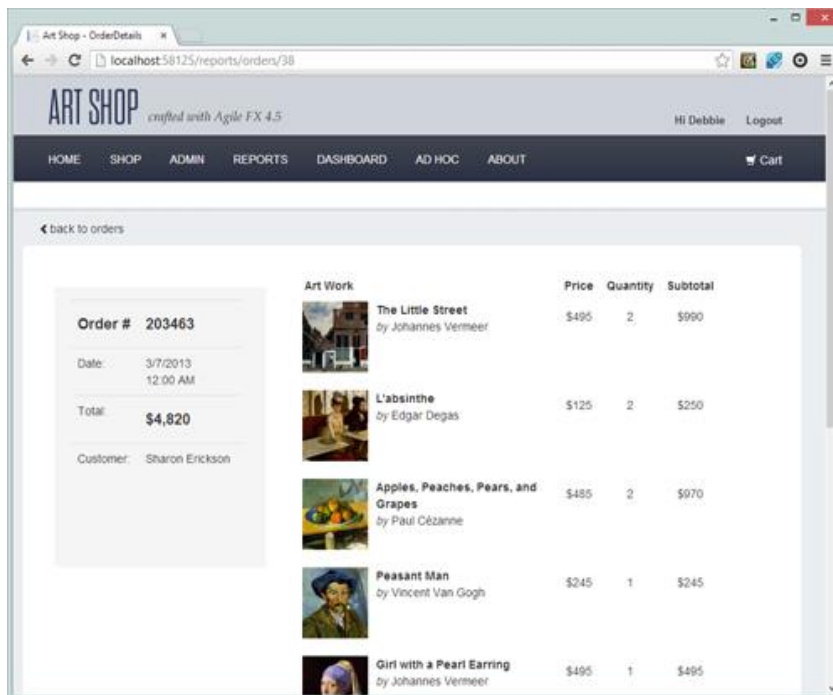 Art Shop - OrderDetails
localhost:58125/reports/orders/38
ART SHOP crafted with Agile FX 4.5
Hi Debbie Logout
HOME SHOP ADMIN REPORTS DASHBOARD AD HOC ABOUT Cart
back to orders
Order # 203463
Date: 3/7/2013
12:00 AM
Total: $4,820
Customer: Sharon Erickson
Art Work Price Quantity Subtotal
The Little Street
by Johannes Vermeer
$495 2 $990
L'absinthe
by Edgar Degas
$125 2 $250
Apples, Peaches, Pears, and
Grapes
by Paul Cézanne
$485 2 $970
Peasant Man
by Vincent Van Gogh
$245 1 $245
Girl with a Pearl Earring
by Johannes Vermeer
$495 1 $495